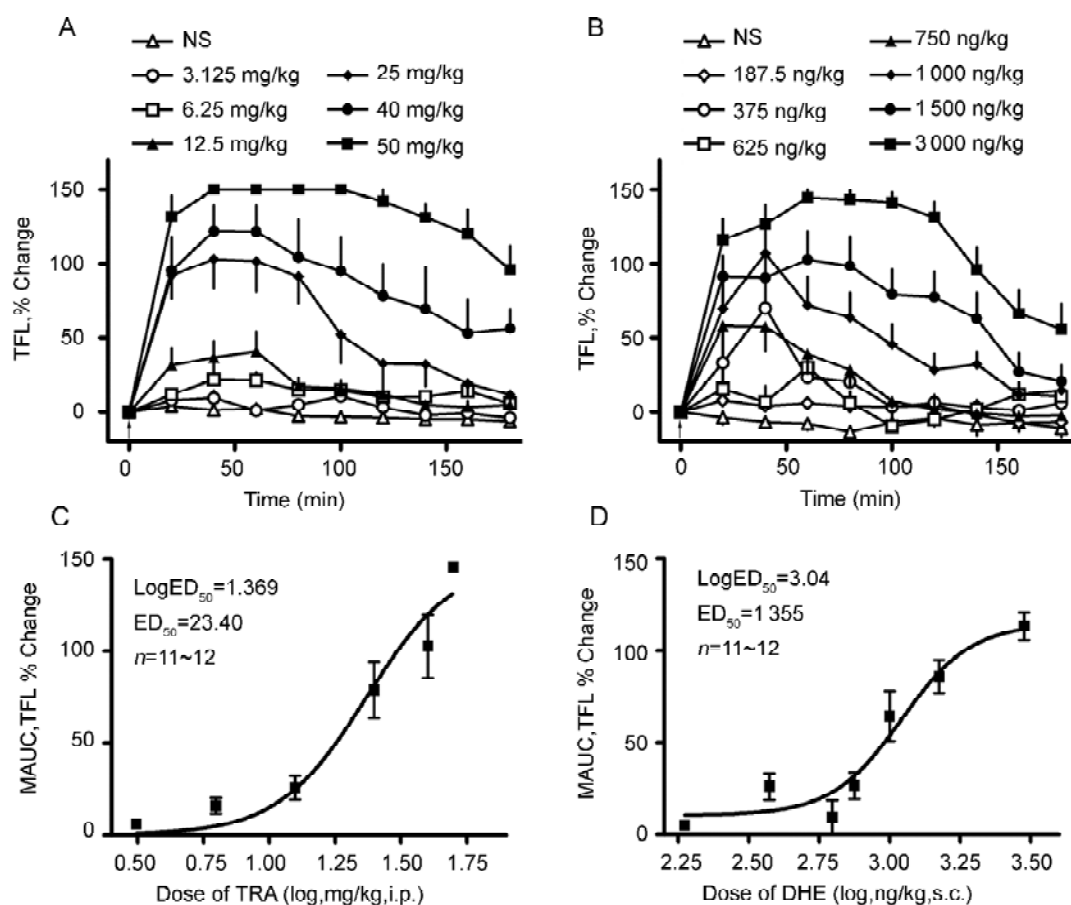 A
NS
3.125 mg/kg
6.25 mg/kg
12.5 mg/kg
25 mg/kg
40 mg/kg
50 mg/kg
150
100
50
0
TFL,% Change
0 50 100 150
Time (min)
B
NS
187.5 ng/kg
375 ng/kg
625 ng/kg
750 ng/kg
1 000 ng/kg
1 500 ng/kg
3 000 ng/kg
150
100
50
0
TFL,% Change
0 50 100 150
Time (min)
C
LogED50=1.369
ED50=23.40
n=11~12
150
100
50
0
MAUC,TFL % Change
0.50 0.75 1.00 1.25 1.50 1.75
Dose of TRA (log,mg/kg,i.p.)
D
LogED50=3.04
ED50=1 355
n=11~12
150
100
50
0
MAUC,TFL % Change
2.25 2.50 2.75 3.00 3.25 3.50
Dose of DHE (log,ng/kg,s.c.)